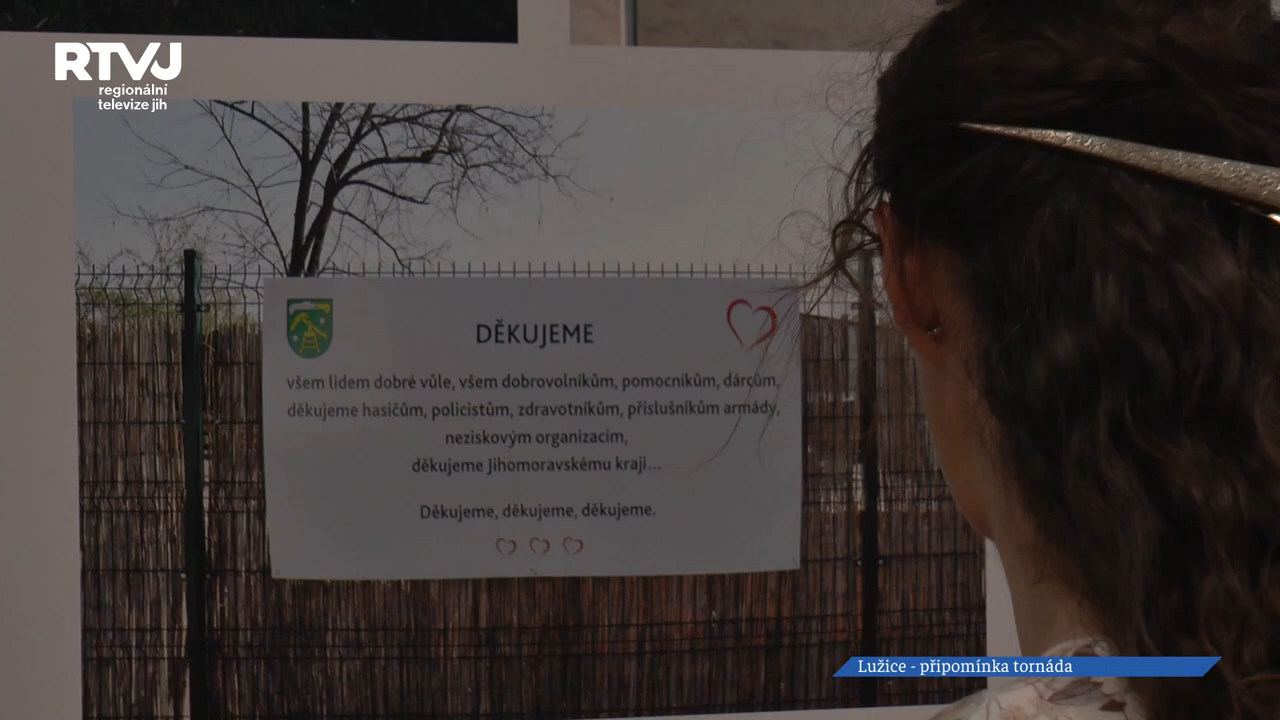 RTVJ
regionální
televize jih
DĚKUJEME
všem lidem dobré vůle, všem dobrovolníkům, pomocníkům, dárcům,
děkujeme hasičům, policistům, zdravotníkům, příslušníkům armády,
neziskovým organizacím,
děkujeme Jihomoravskému kraji...
Děkujeme, děkujeme, děkujeme.
Lužice - připomínka tornáda